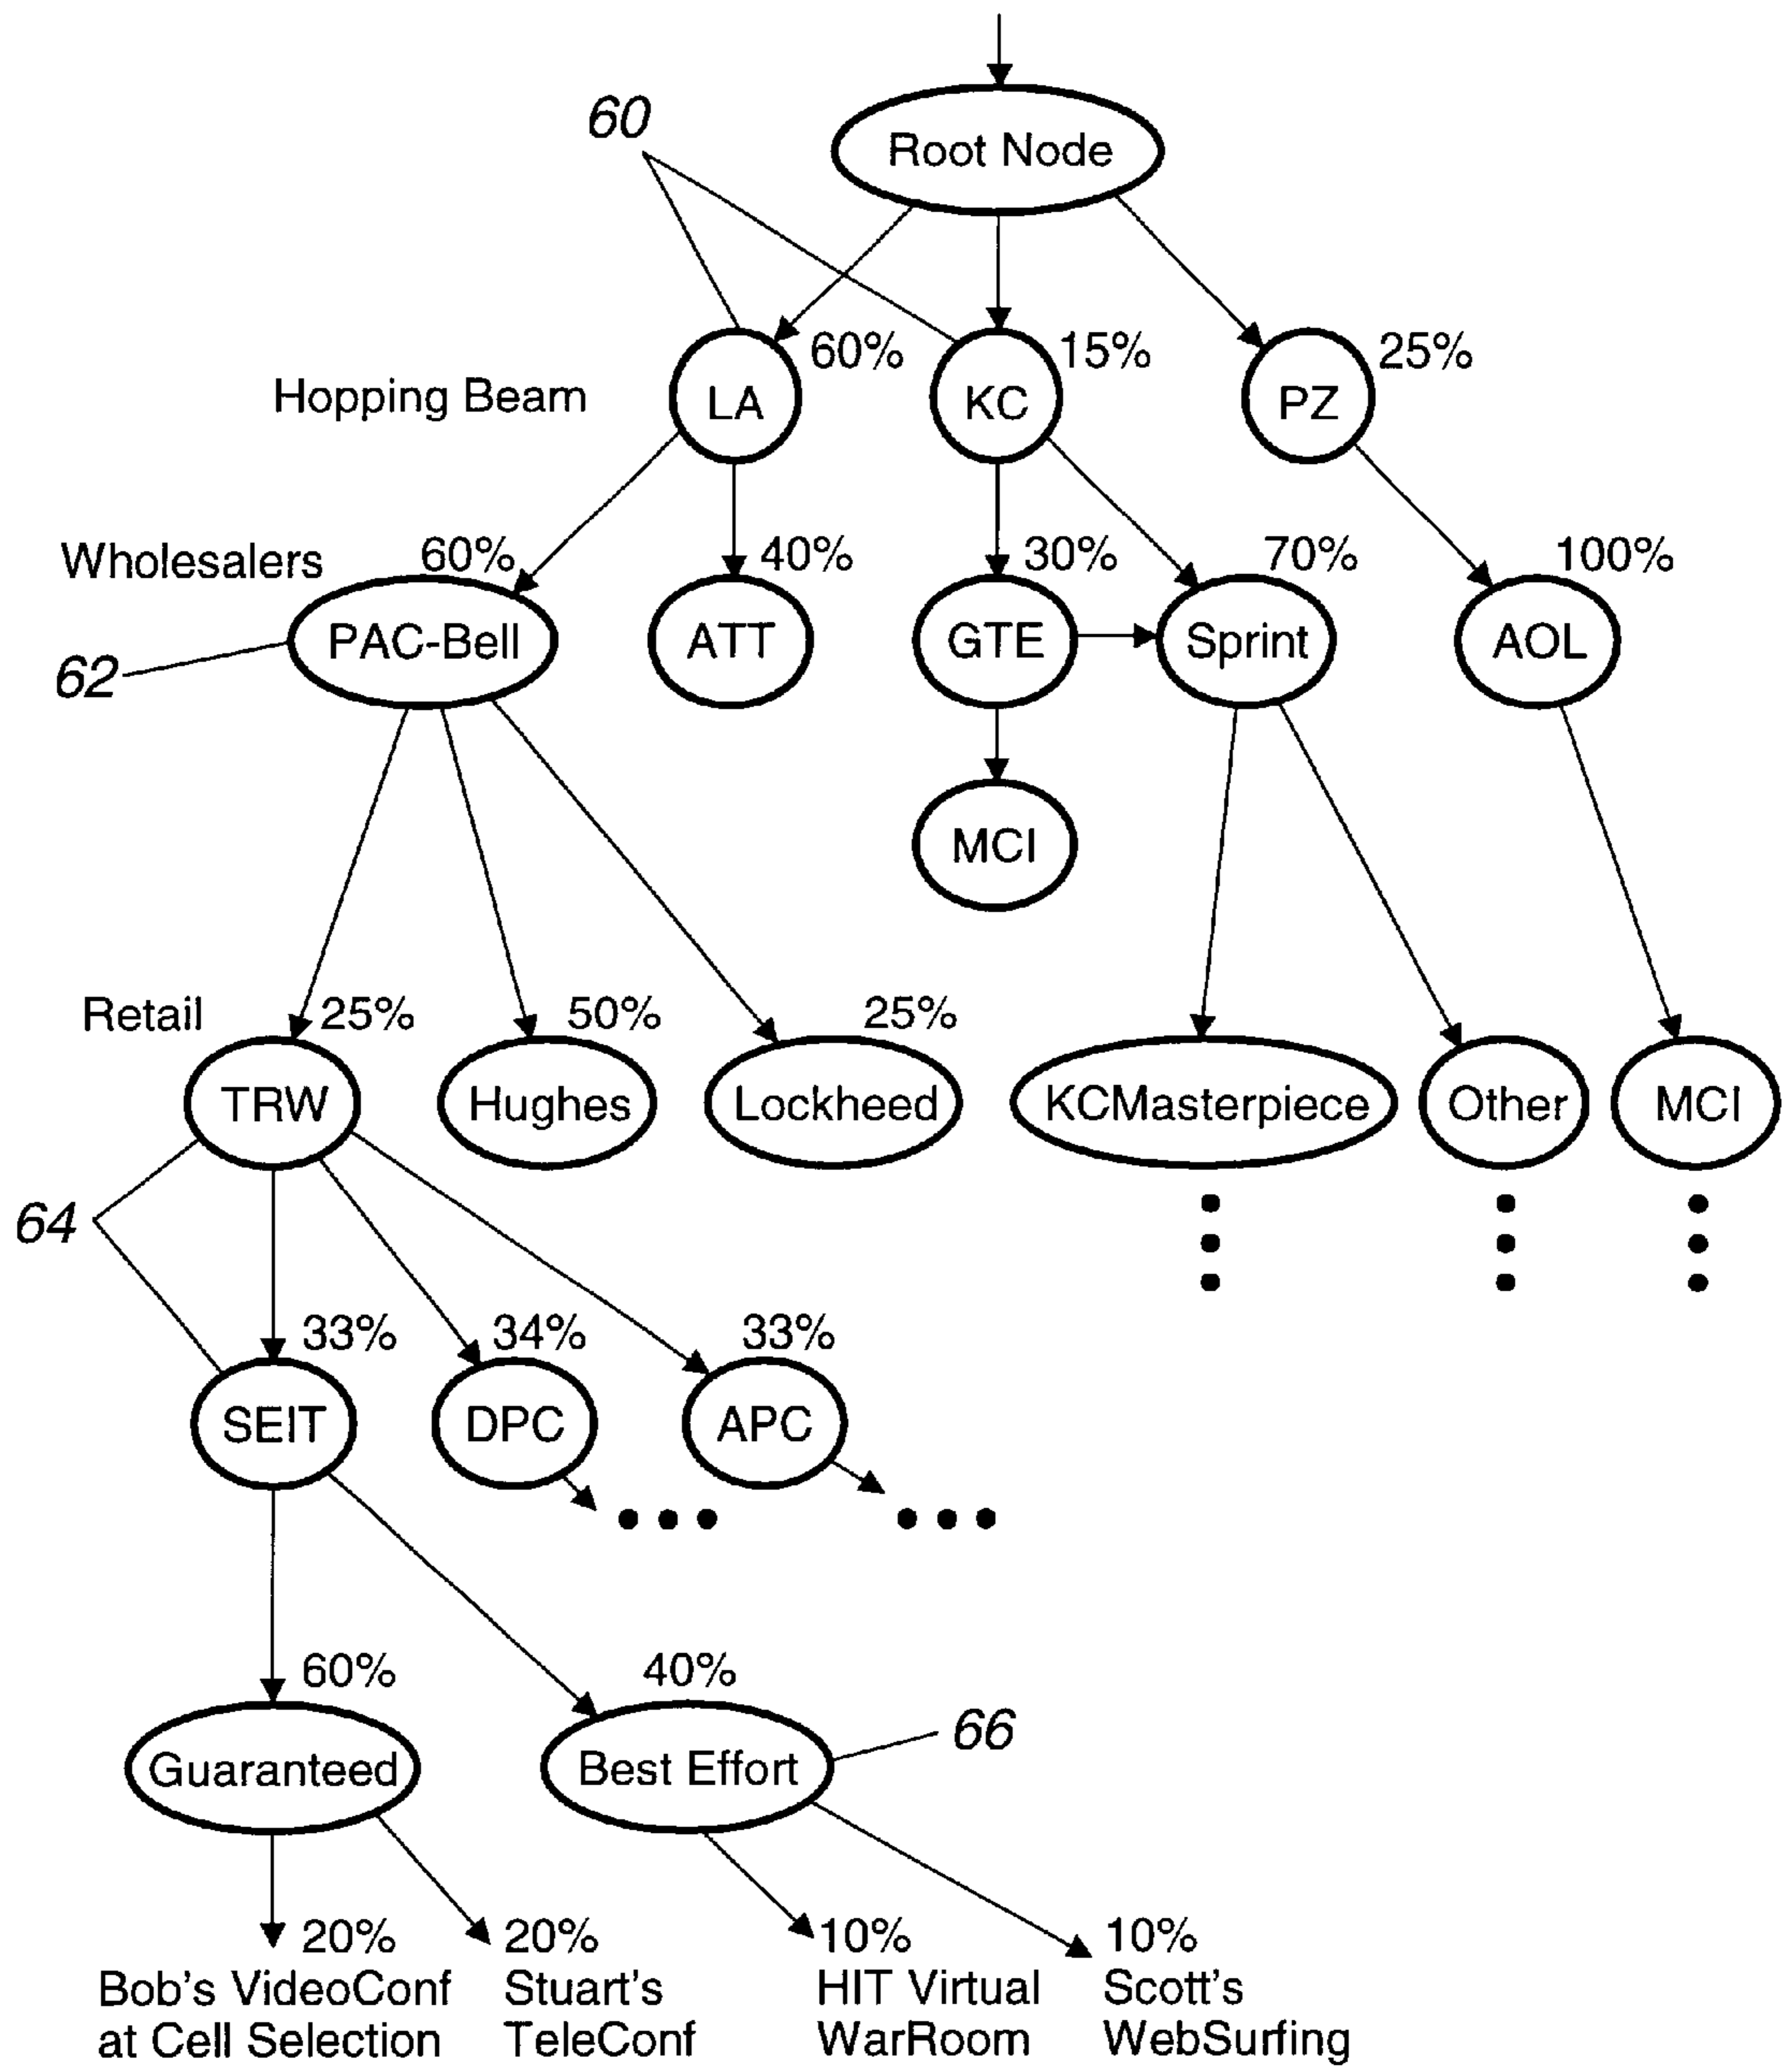 60
Root Node
60%
15%
25%
Hopping Beam
LA
KC
PZ
Wholesalers
60%
40%
30%
70%
100%
PAC-Bell
ATT
GTE
Sprint
AOL
62
MCI
Retail
25%
50%
25%
TRW
Hughes
Lockheed
KCMasterpiece
Other
MCI
64
33%
34%
33%
SEIT
DPC
APC
60%
40%
66
Guaranteed
Best Effort
20%
Bob's VideoConf
at Cell Selection
20%
Stuart's
TeleConf
10%
HIT Virtual
WarRoom
10%
Scott's
WebSurfing